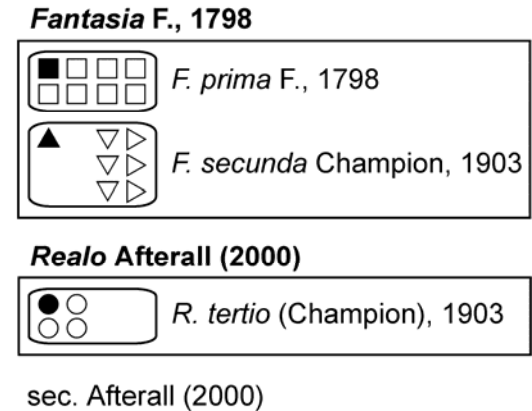 Fantasia F., 1798
F. prima F., 1798
F. secunda Champion, 1903
Realo Afterall (2000)
R. tertio (Champion), 1903
sec. Afterall (2000)